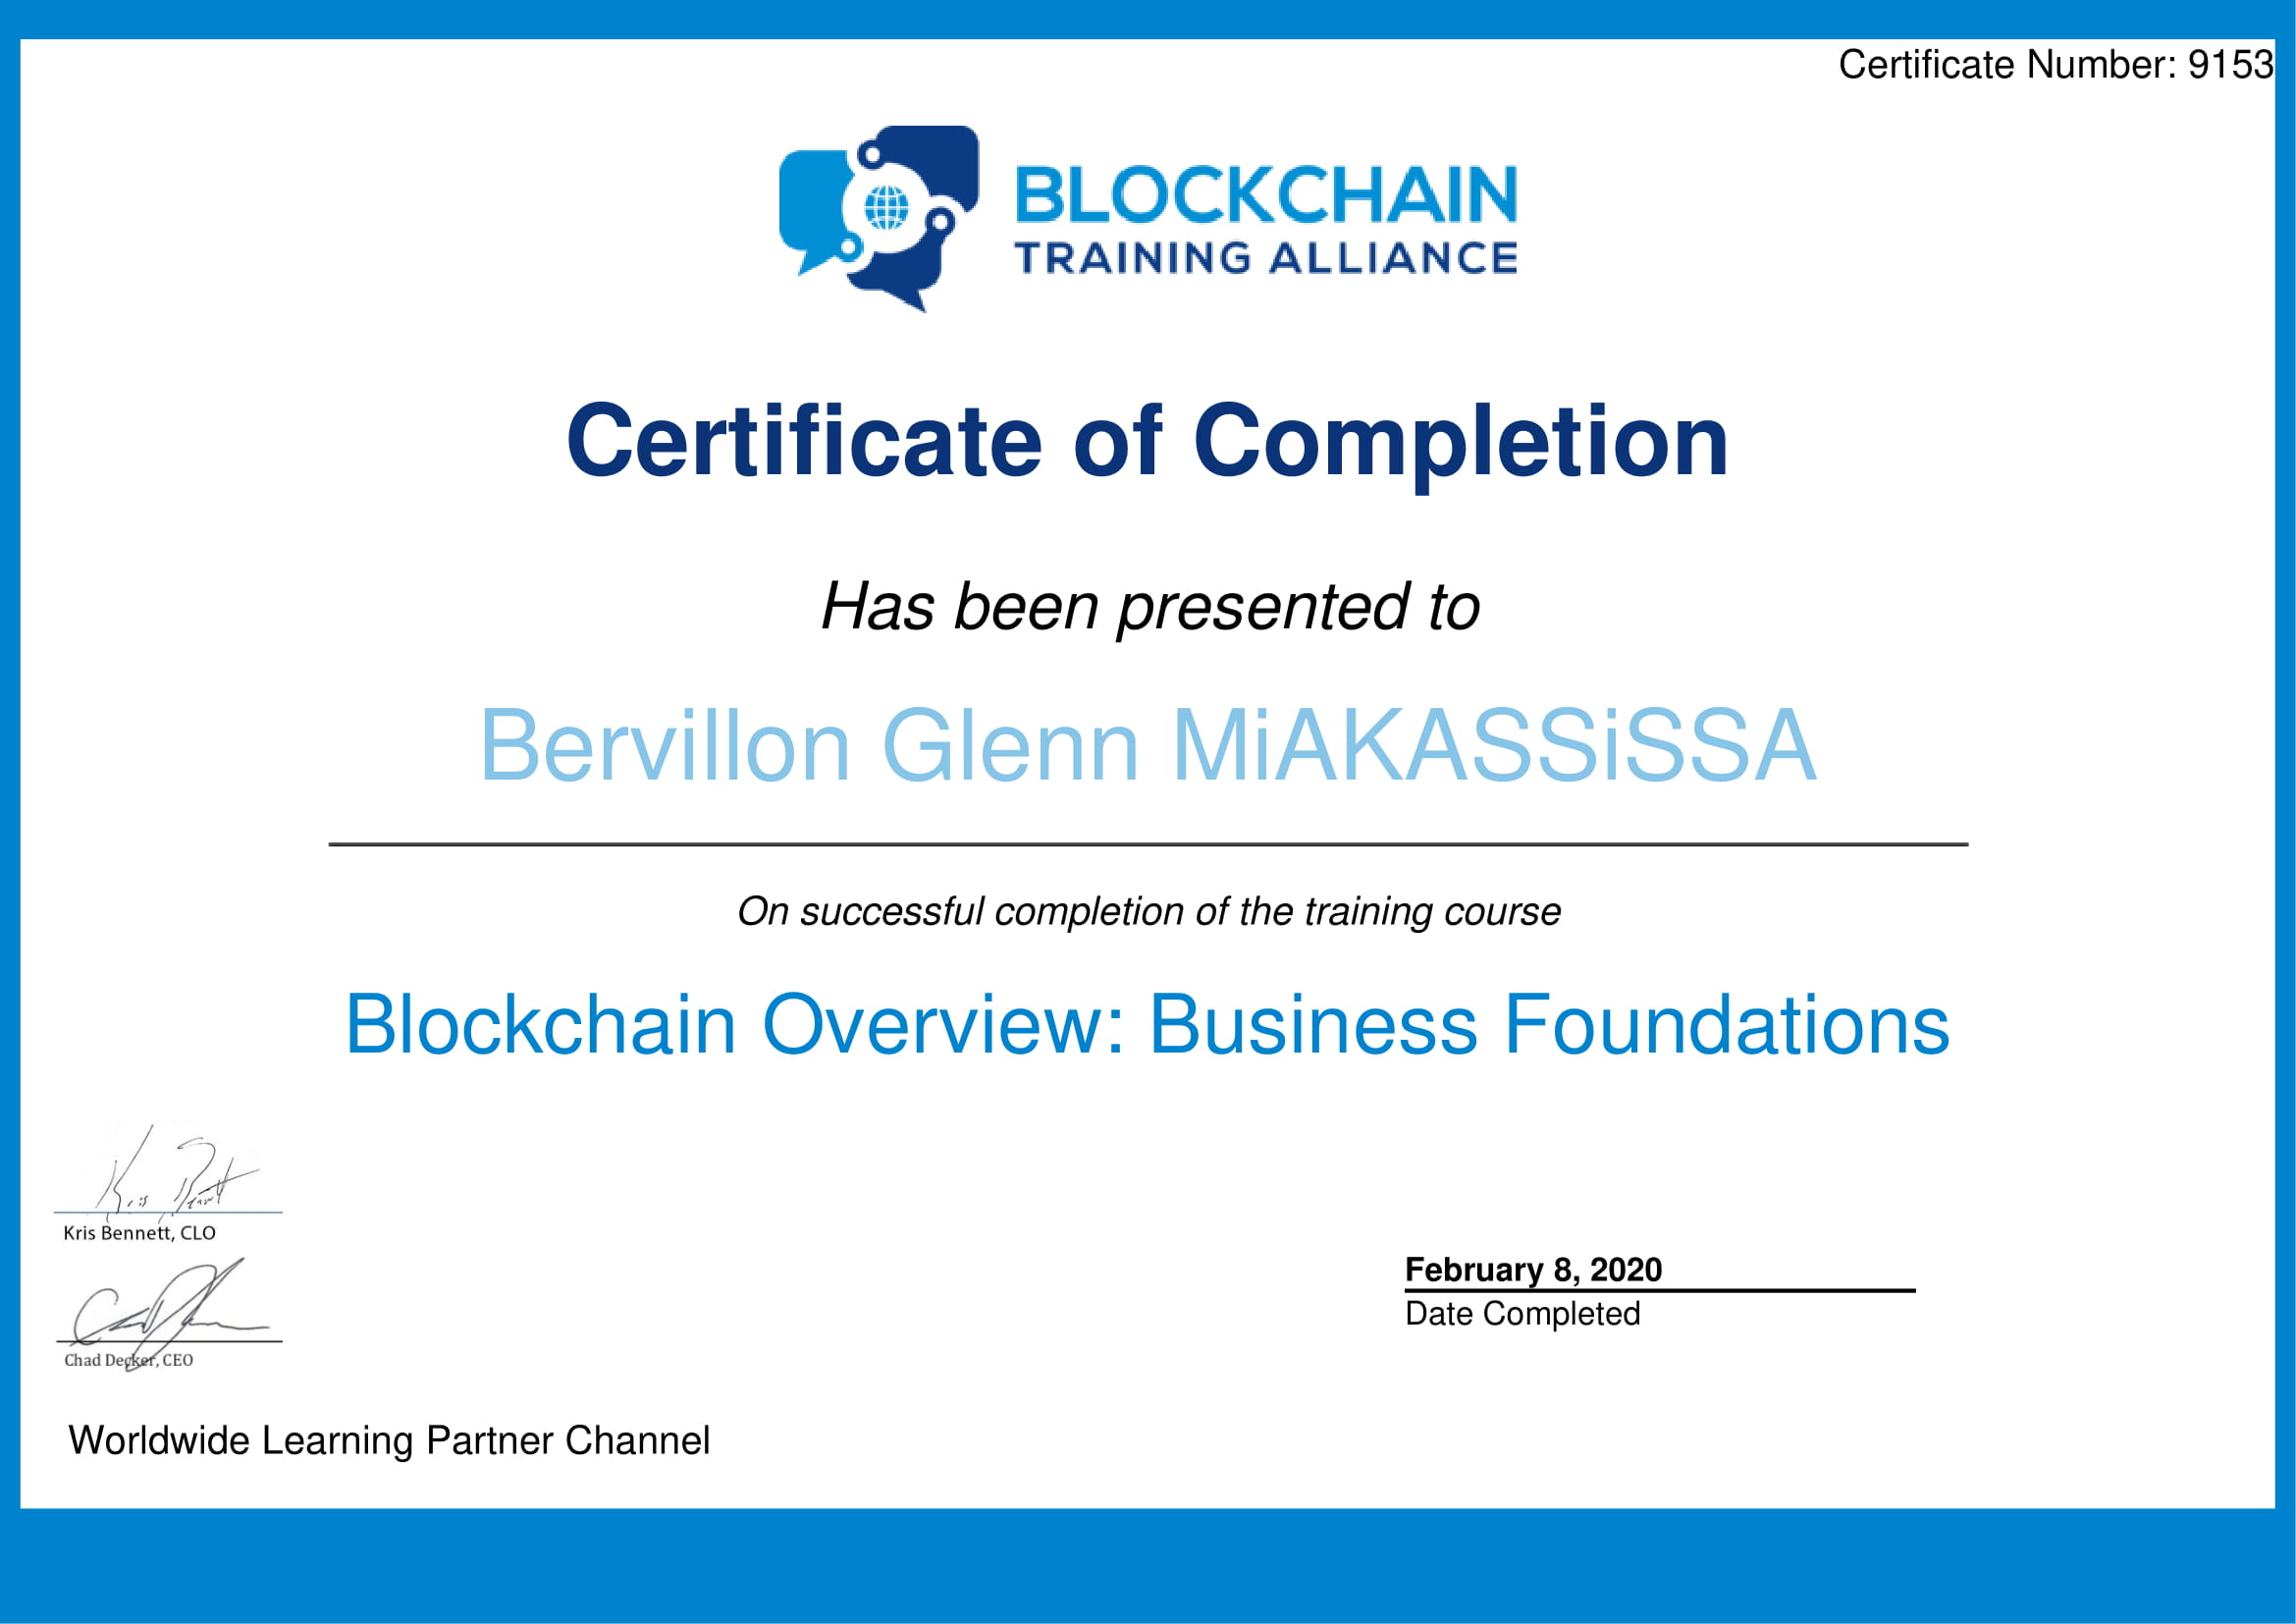 Certificate Number: 9153
BLOCKCHAIN
TRAINING ALLIANCE
Certificate of Completion
Has been presented to
Bervillon Glenn MiAKASSiSSA
On successful completion of the training course
Blockchain Overview: Business Foundations
Kris Bennett
Kris Bennett, CLO
Chad Decker, CEO
February 8, 2020
Date Completed
Worldwide Learning Partner Channel